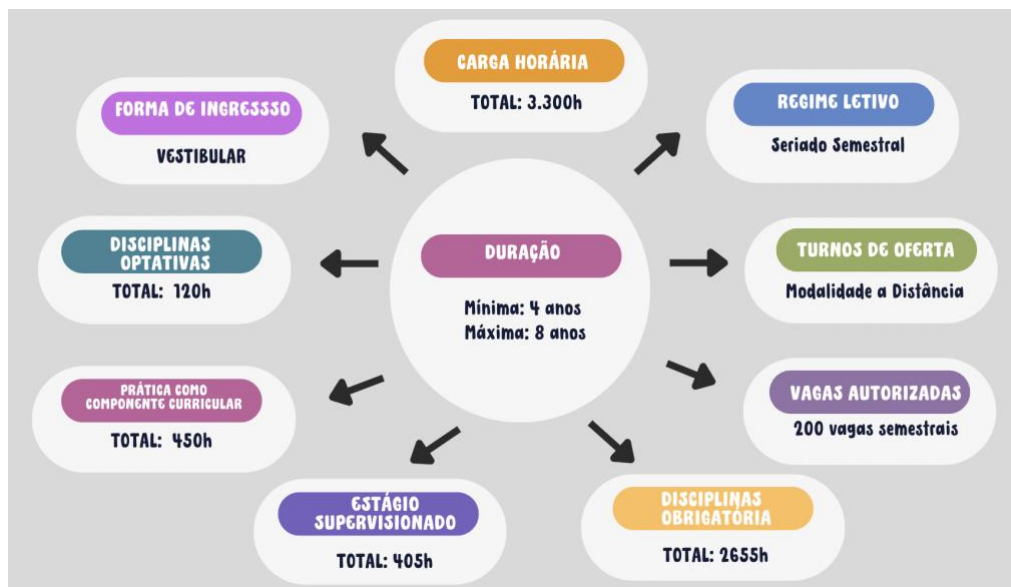 CARGA HORÁRIA
TOTAL: 3.300h
FORMA DE INGRESSSO
VESTIBULAR
REGIME LETIVO
Seriado Semestral
DISCIPLINAS
OPTATIVAS
TOTAL: 120h
DURAÇÃO
Mínima: 4 anos
Máxima: 8 anos
TURNOS DE OFERTA
Modalidade a Distância
PRÁTICA COMO
COMPONENTE CURRICULAR
TOTAL: 450h
VAGAS AUTORIZADAS
200 vagas semestrais
ESTÁGIO
SUPERVISIONADO
TOTAL: 405h
DISCIPLINAS
OBRIGATÓRIA
TOTAL: 2655h